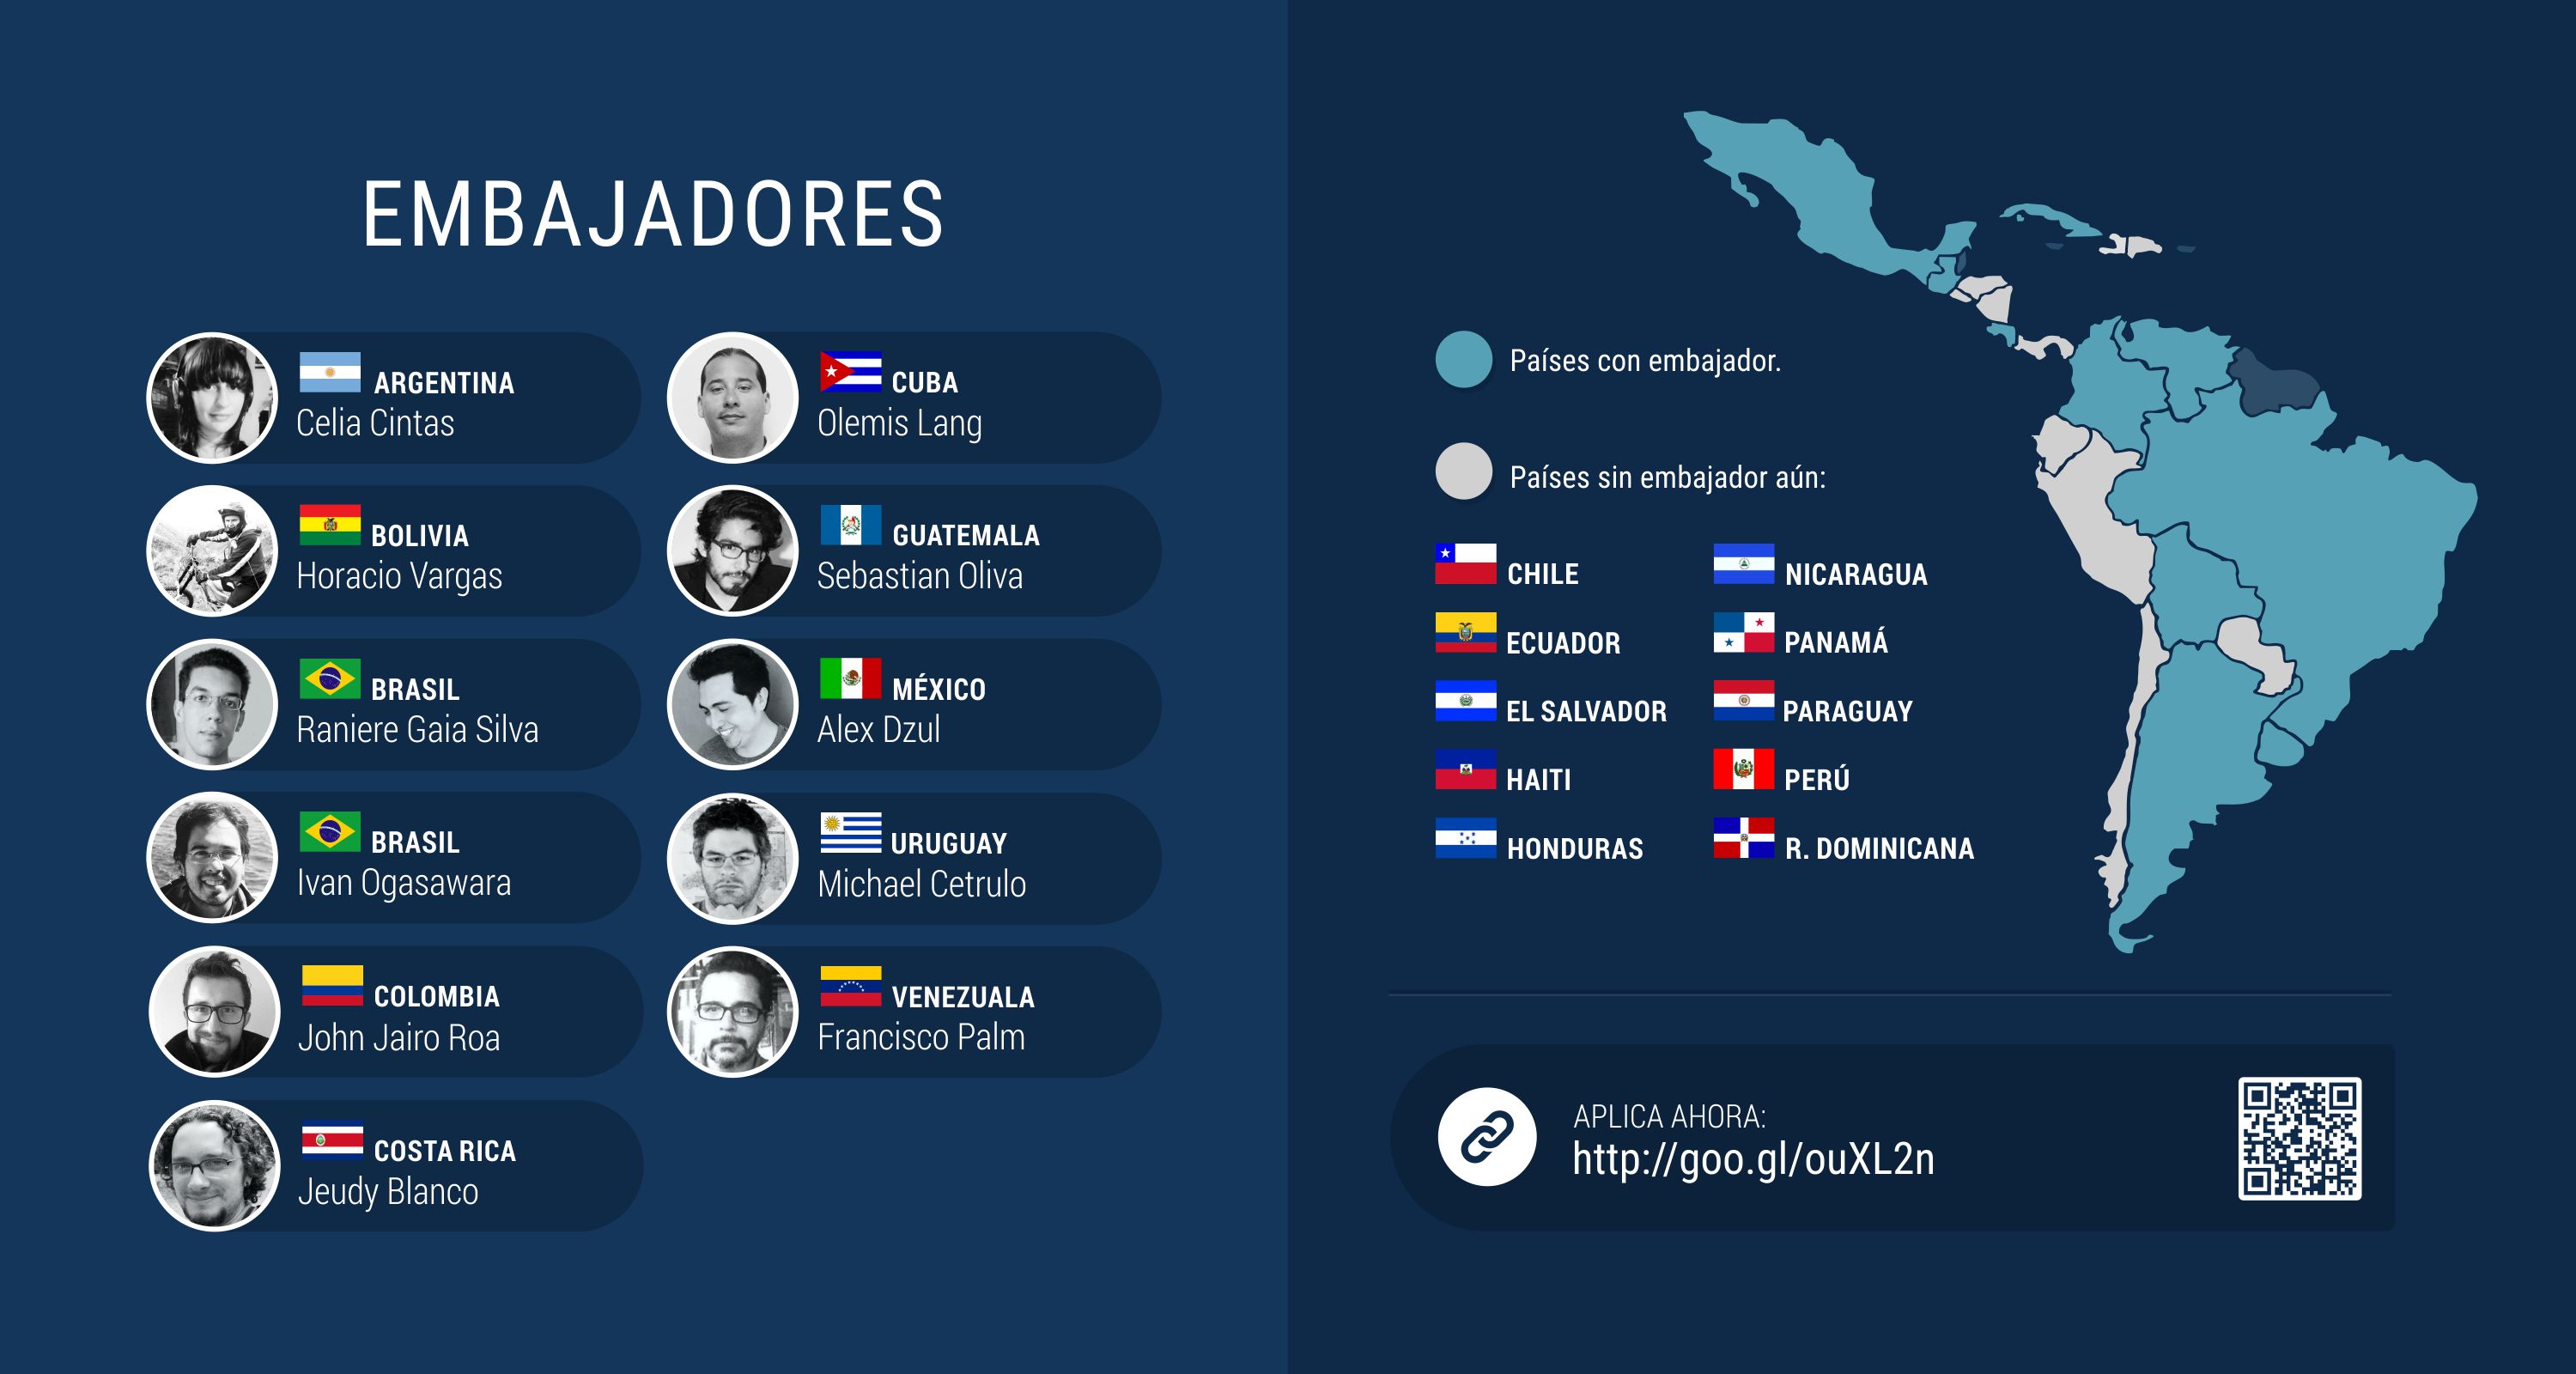 EMBAJADORES
ARGENTINA
Celia Cintas
BOLIVIA
Horacio Vargas
BRASIL
Raniere Gaia Silva
BRASIL
Ivan Ogasawara
COLOMBIA
John Jairo Roa
COSTA RICA
Jeudy Blanco
CUBA
Olemis Lang
GUATEMALA
Sebastian Oliva
MÉXICO
Alex Dzul
URUGUAY
Michael Cetrulo
VENEZUALA
Francisco Palm
Países con embajador.
Países sin embajador aún:
CHILE
ECUADOR
EL SALVADOR
HAITI
HONDURAS
NICARAGUA
PANAMÁ
PARAGUAY
PERÚ
R. DOMINICANA
APLICA AHORA:
http://goo.gl/ouXL2n